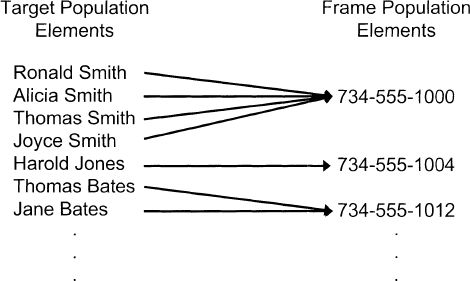 Target Population
Elements
Frame Population
Elements
Ronald Smith
Alicia Smith
Thomas Smith
Joyce Smith
Harold Jones
Thomas Bates
Jane Bates
.
.
.
734-555-1000
734-555-1004
734-555-1012
.
.
.